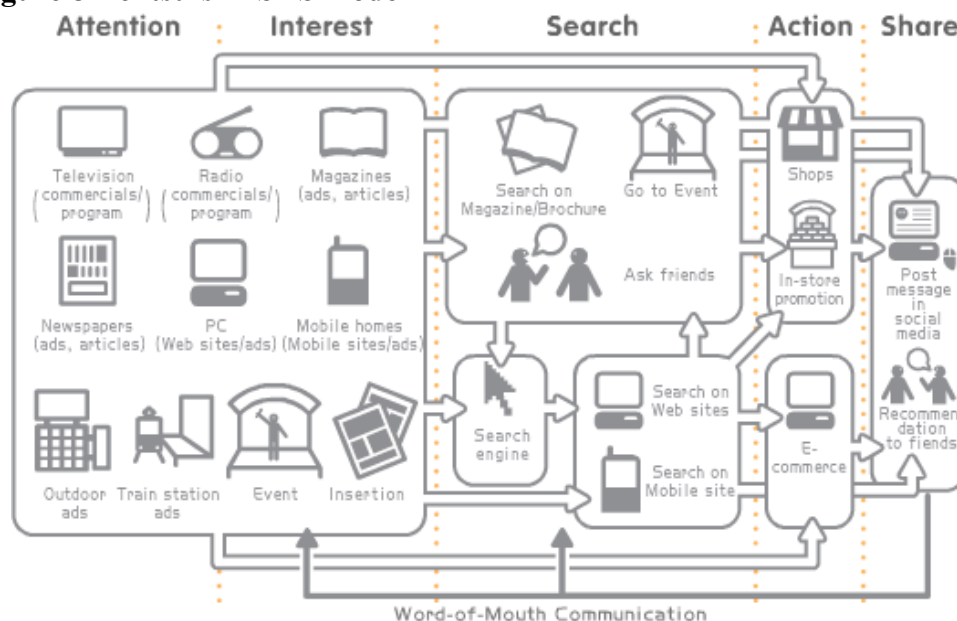 Attention Interest Search Action Share
Television
(commercials/
program)
Radio
(commercials/
program)
Magazines
(ads, articles)
Newspapers
(ads, articles)
PC
(Web sites/ads)
Mobile homes
(Mobile sites/ads)
Outdoor
ads
Train station
ads
Event
Insertion
Search on
Magazine/Brochure
Go to Event
Ask friends
Search
engine
Search on
Web sites
Search on
Mobile site
Shops
In-store
promotion
E-
commerce
Post
message
in
social
media
Recommen
dation
to fiends
Word-of-Mouth Communication